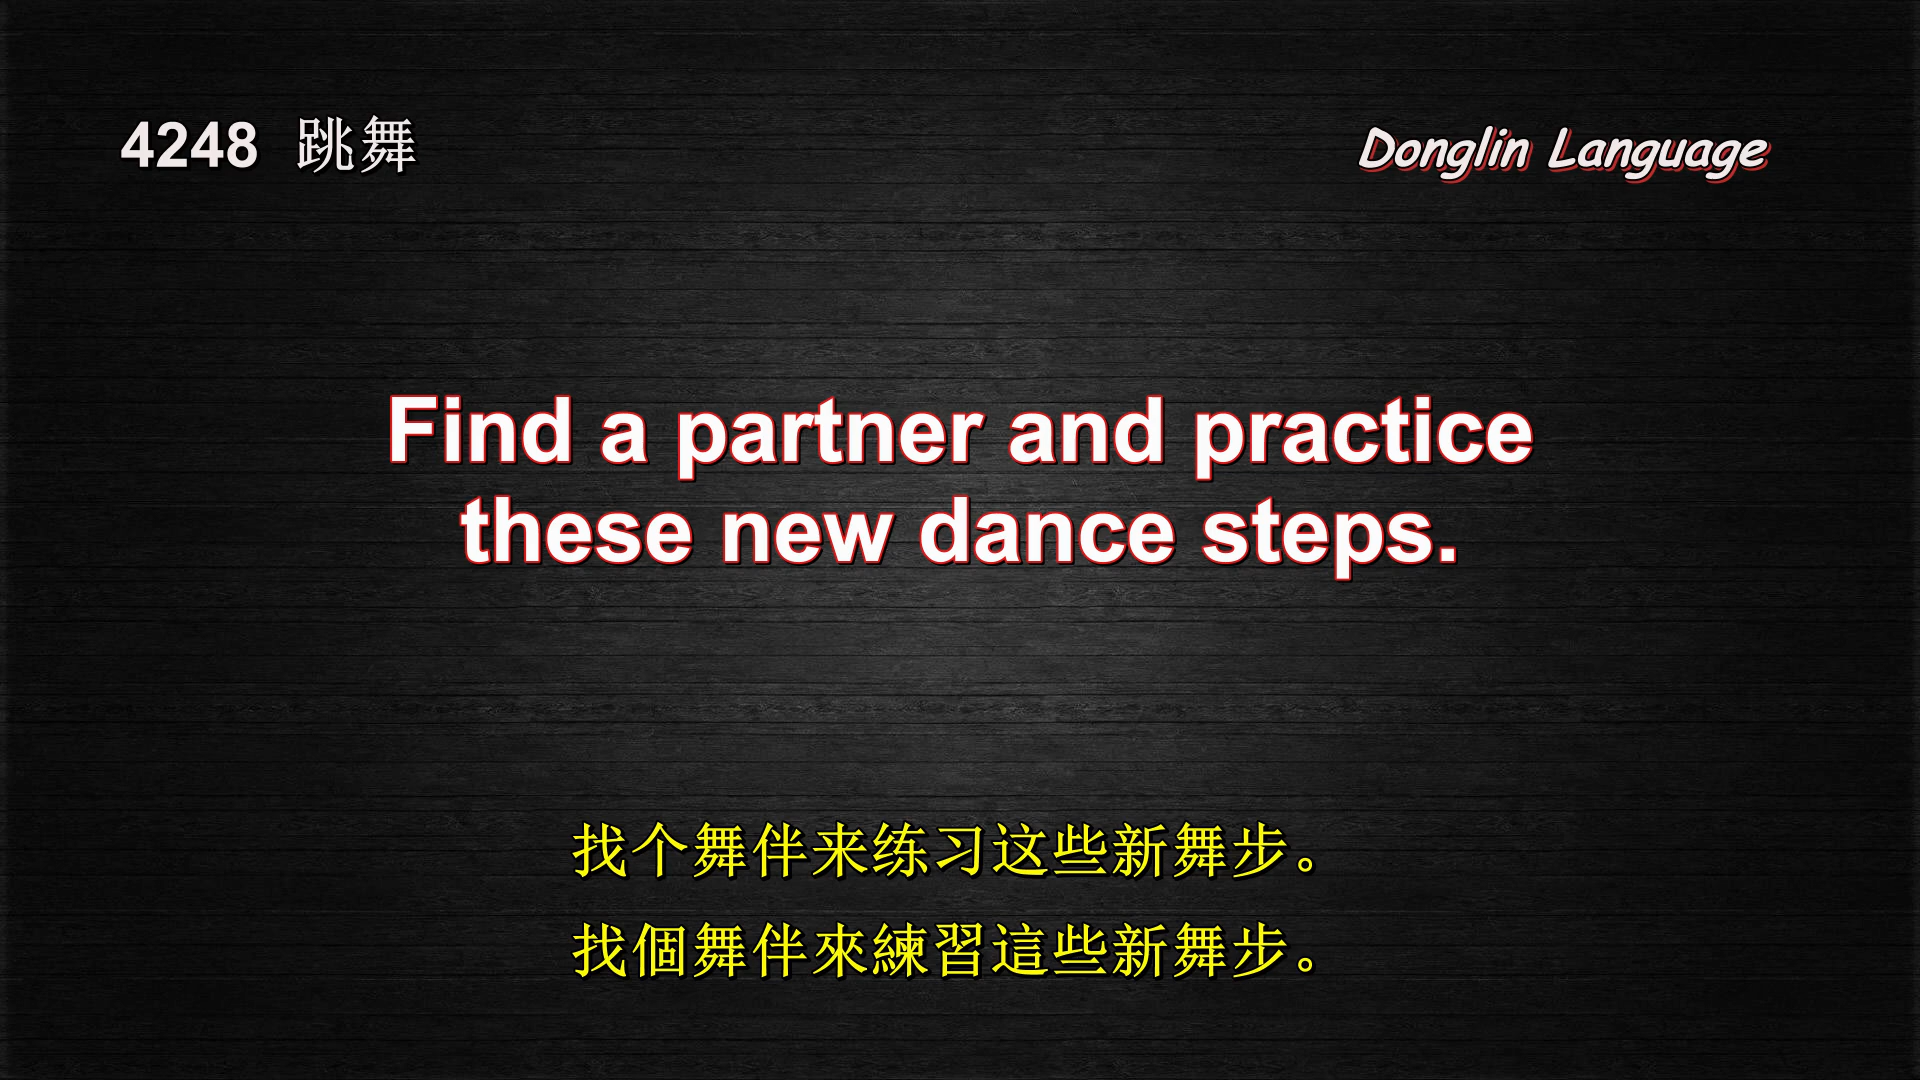 4248 跳舞
Donglin Language
Find a partner and practice
these new dance steps.
找个舞伴来练习这些新舞步。
找個舞伴來練習這些新舞步。